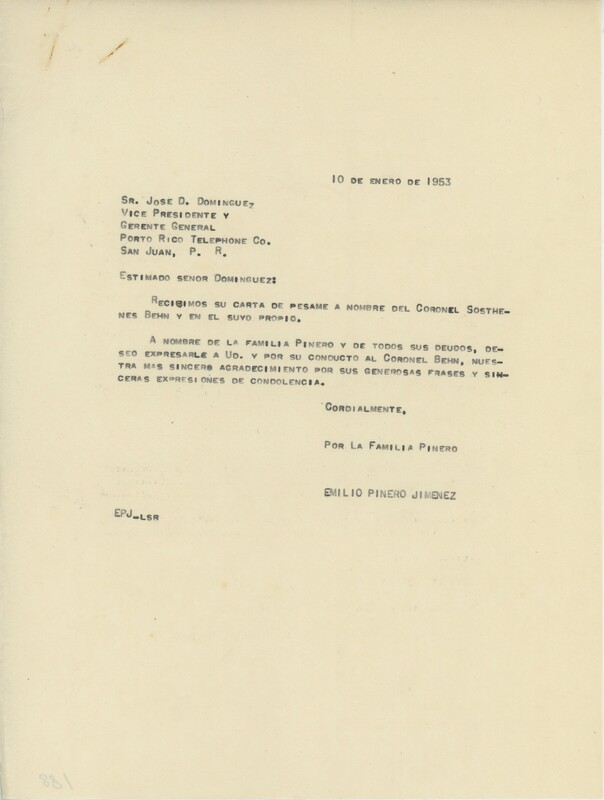 10 DE ENERO DE 1953
SR. JOSE D. DOMINGUEZ
VICE PRESIDENTE Y
GERENTE GENERAL
PORTO RICO TELEPHONE CO.
SAN JUAN, P. R.
ESTIMADO SENOR DOMINGUEZ:
RECIBIMOS SU CARTA DE PESAME A NOMBRE DEL CORONEL SOSTHE-
NES BEHN Y EN EL SUYO PROPIO.
A NOMBRE DE LA FAMILIA PINERO Y DE TODOS SUS DEUDOS, DE-
SEO EXPRESARLE A UD. Y POR SU CONDUCTO AL CORONEL BEHN, NUES-
TRA MAS SINCERO AGRADECIMIENTO POR SUS GENEROSAS FRASES Y SIN-
CERAS EXPRESIONES DE CONDOLENCIA.
CORDIALMENTE,
POR LA FAMILIA PINERO
EMILIO PINERO JIMENEZ
EPJ_LSR
881